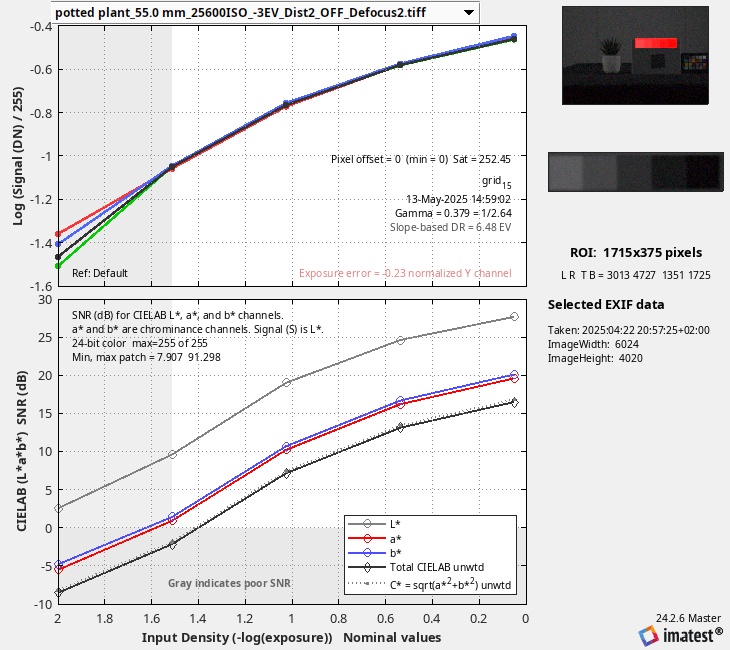 potted plant_55.0 mm_25600ISO_-3EV_Dist2_OFF_Defocus2.tiff
-0.4
-0.6
-0.8
-1
-1.2
-1.4
-1.6
Log (Signal (DN) / 255)
Pixel offset = 0 (min = 0) Sat = 252.45
grid15
13-May-2025 14:59:02
Gamma = 0.379 = 1/2.64
Slope-based DR = 6.48 EV
Ref: Default
Exposure error = -0.23 normalized Y channel
ROI: 1715x375 pixels
L R T B = 3013 4727 1351 1725
Selected EXIF data
Taken: 2025:04:22 20:57:25+02:00
ImageWidth: 6024
ImageHeight: 4020
30
25
20
15
10
5
0
-5
-10
CIELAB (L*a*b*) SNR (dB)
SNR (dB) for CIELAB L*, a*, and b* channels.
a* and b* are chrominance channels. Signal (S) is L*.
24-bit color max=255 of 255
Min, max patch = 7.907 91.298
L*
a*
b*
Total CIELAB unwtd
C* = sqrt(a*2+b*2) unwtd
Gray indicates poor SNR
2 1.8 1.6 1.4 1.2 1 0.8 0.6 0.4 0.2 0
Input Density (-log(exposure)) Nominal values
24.2.6 Master
imatest®